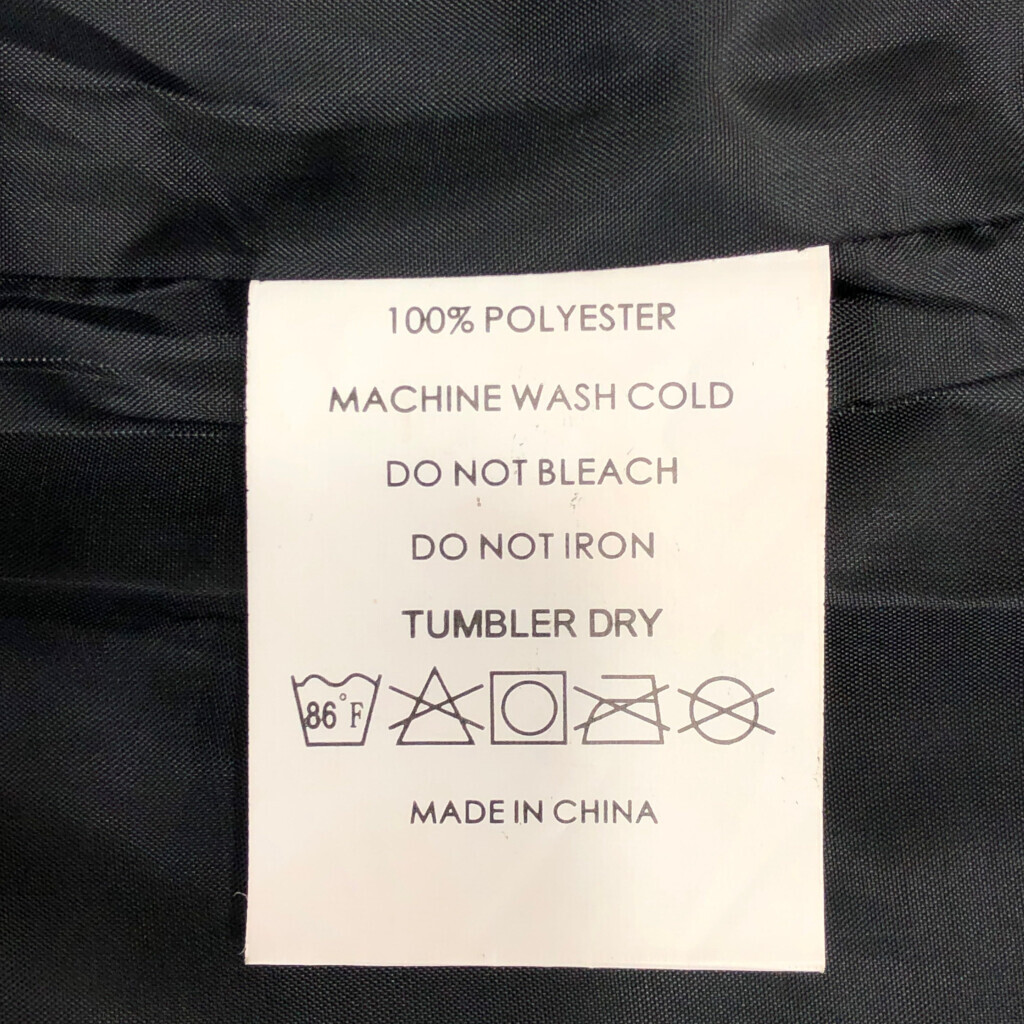 100% POLYESTER
MACHINE WASH COLD
DO NOT BLEACH
DO NOT IRON
TUMBLER DRY
86°F
MADE IN CHINA